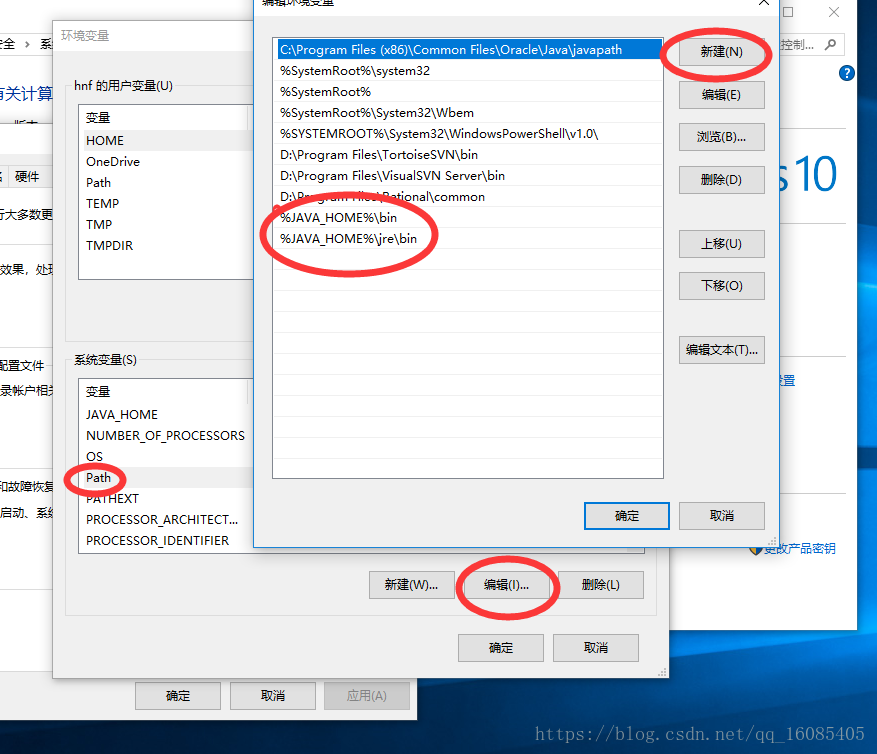 编辑环境变量
环境变量
安全
系
控制...
有关计算
版本
硬件
行大多数更
效果，处理
配置文件
录帐户相关
和故障恢复
启动、系统
hnf 的用户变量(U)
变量
HOME
OneDrive
Path
TEMP
TMP
TMPDIR
系统变量(S)
变量
JAVA_HOME
NUMBER_OF_PROCESSORS
OS
Path
PATHEXT
PROCESSOR_ARCHITECT...
PROCESSOR_IDENTIFIER
新建(W)...
编辑(I)...
删除(L)
确定
取消
确定
取消
应用(A)
C:\Program Files (x86)\Common Files\Oracle\Java\javapath
%SystemRoot%\system32
%SystemRoot%
%SystemRoot%\System32\Wbem
%SYSTEMROOT%\System32\WindowsPowerShell\v1.0\
D:\Program Files\TortoiseSVN\bin
D:\Program Files\VisualSVN Server\bin
D:\Program Files\Rational\common
%JAVA_HOME%\bin
%JAVA_HOME%\jre\bin
新建(N)
编辑(E)
浏览(B)...
删除(D)
上移(U)
下移(O)
编辑文本(T)...
确定
取消
s 10
设置
更改产品密钥
https://blog.csdn.net/qq_16085405